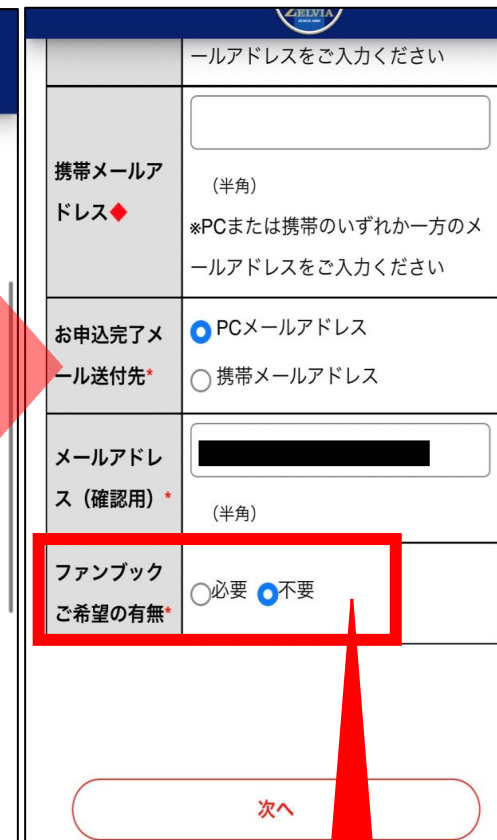 ZELVIA
ールアドレスをご入力ください
携帯メールア
ドレス◆
（半角）
※PCまたは携帯のいずれか一方のメ
ールアドレスをご入力ください
お申込完了メ
ール送付先*
PCメールアドレス
携帯メールアドレス
メールアドレ
ス（確認用）*
（半角）
ファンブック
ご希望の有無*
必要 不要
次へ